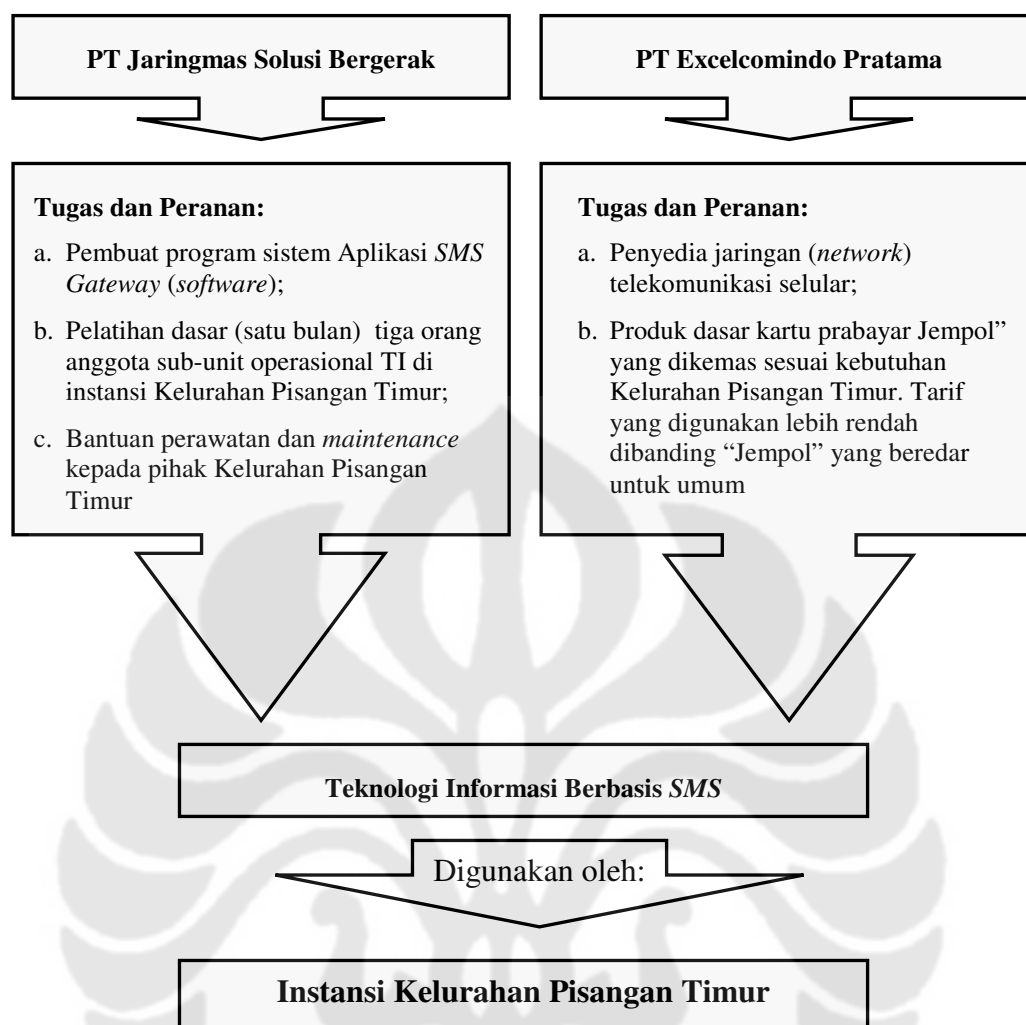 PT Jaringmas Solusi Bergerak
PT Excelcomindo Pratama
Tugas dan Peranan:
a. Pembuat program sistem Aplikasi SMS
Gateway (software);
b. Pelatihan dasar (satu bulan) tiga orang
anggota sub-unit operasional TI di
instansi Kelurahan Pisangan Timur;
c. Bantuan perawatan dan maintenance
kepada pihak Kelurahan Pisangan
Timur
Tugas dan Peranan:
a. Penyedia jaringan (network)
telekomunikasi selular;
b. Produk dasar kartu prabayar Jempol”
yang dikemas sesuai kebutuhan
Kelurahan Pisangan Timur. Tarif
yang digunakan lebih rendah
dibanding “Jempol” yang beredar
untuk umum
Teknologi Informasi Berbasis SMS
Digunakan oleh:
Instansi Kelurahan Pisangan Timur